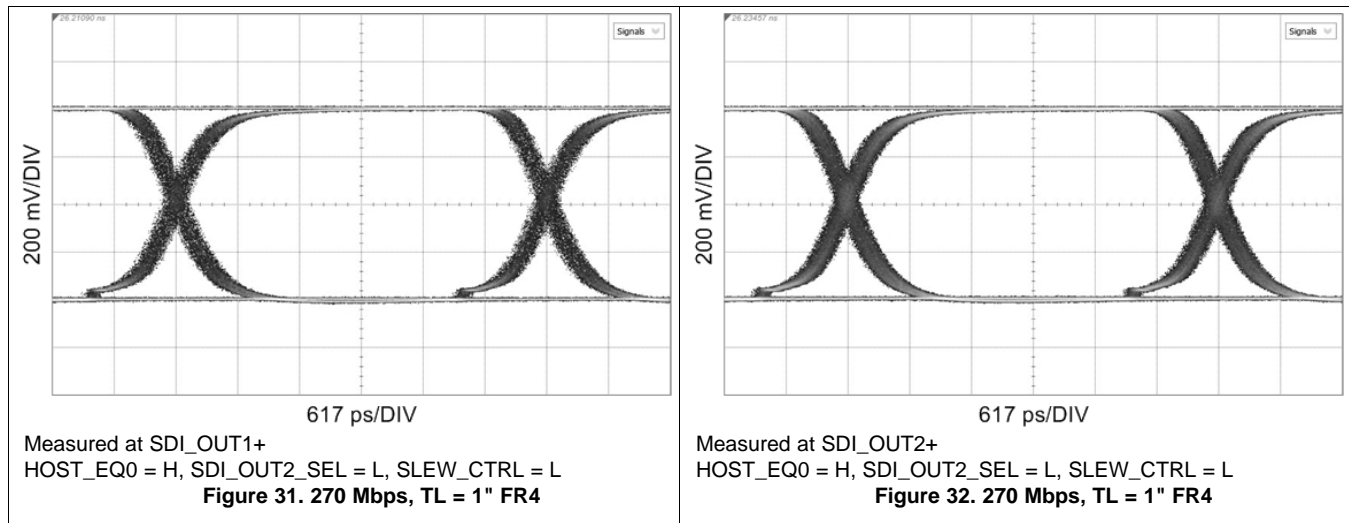 26.21090 ns
Signals
200 mV/DIV
617 ps/DIV
Measured at SDI_OUT1+
HOST_EQ0 = H, SDI_OUT2_SEL = L, SLEW_CTRL = L
Figure 31. 270 Mbps, TL = 1" FR4
26.23457 ns
Signals
200 mV/DIV
617 ps/DIV
Measured at SDI_OUT2+
HOST_EQ0 = H, SDI_OUT2_SEL = L, SLEW_CTRL = L
Figure 32. 270 Mbps, TL = 1" FR4